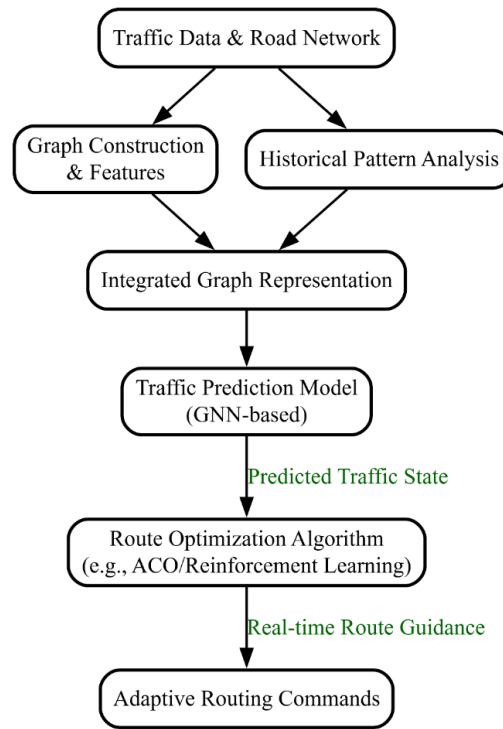 Traffic Data & Road Network
Graph Construction
& Features
Historical Pattern Analysis
Integrated Graph Representation
Traffic Prediction Model
(GNN-based)
Predicted Traffic State
Route Optimization Algorithm
(e.g., ACO/Reinforcement Learning)
Real-time Route Guidance
Adaptive Routing Commands